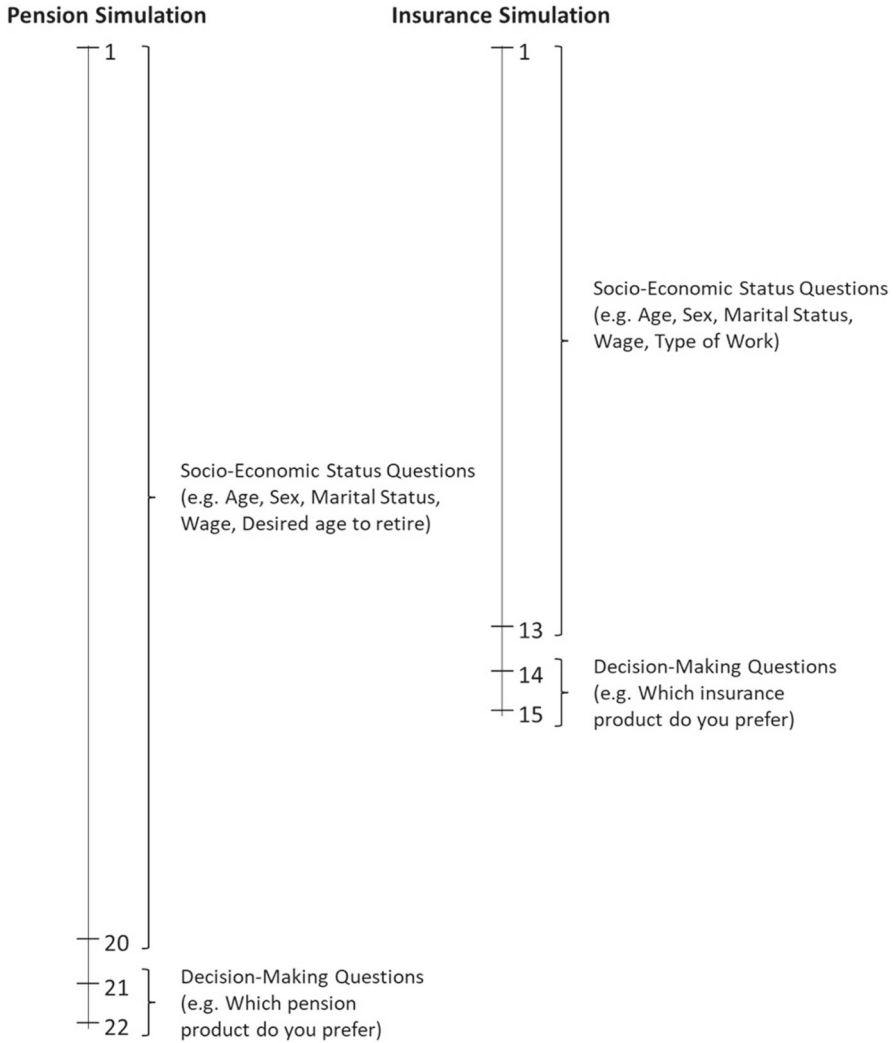 Pension Simulation
1
Socio-Economic Status Questions
(e.g. Age, Sex, Marital Status,
Wage, Desired age to retire)
20
21
22
Decision-Making Questions
(e.g. Which pension
product do you prefer)
Insurance Simulation
1
Socio-Economic Status Questions
(e.g. Age, Sex, Marital Status,
Wage, Type of Work)
13
14
15
Decision-Making Questions
(e.g. Which insurance
product do you prefer)